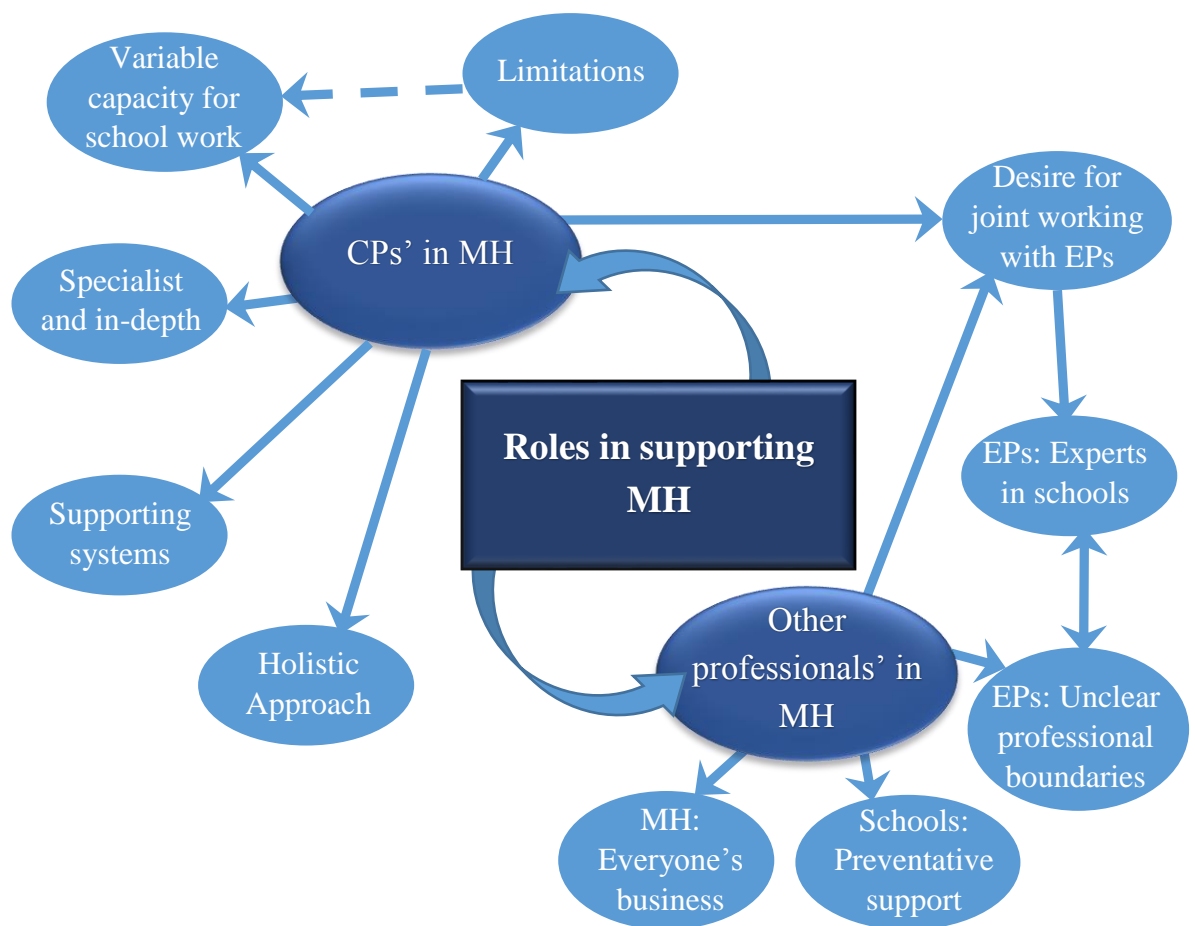 Variable
capacity for
school work
Limitations
Desire for
joint working
with EPs
CPs’ in MH
Specialist
and in-depth
Roles in supporting
MH
EPs: Experts
in schools
Supporting
systems
Other
professionals’ in
MH
Holistic
Approach
EPs: Unclear
professional
boundaries
MH:
Everyone’s
business
Schools:
Preventative
support